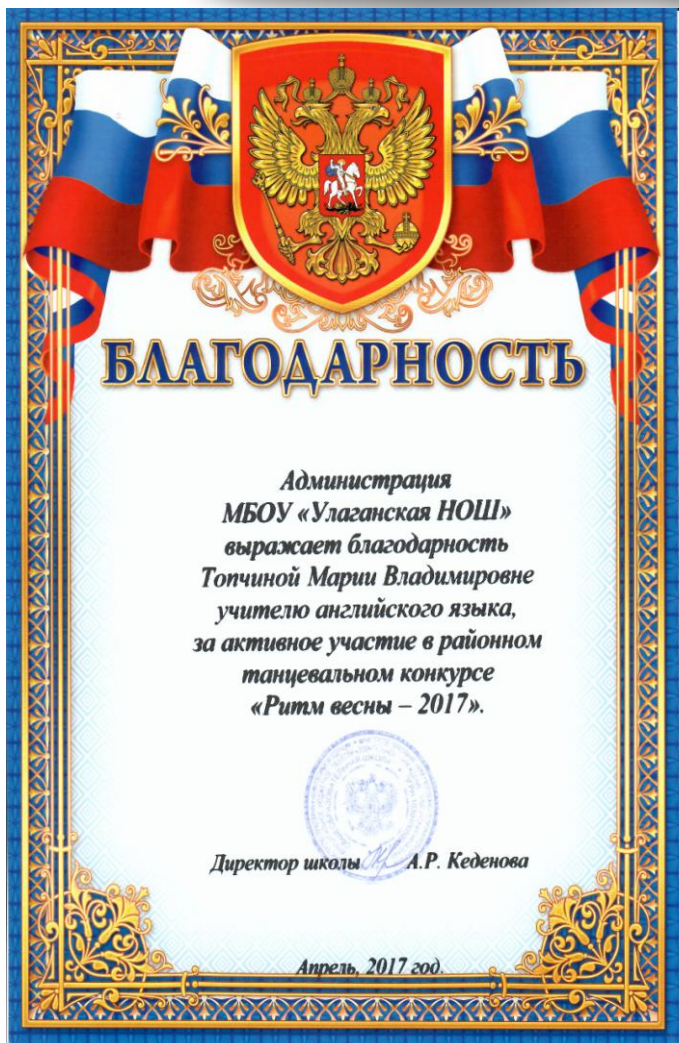 БЛАГОДАРНОСТЬ
Администрация
МБОУ «Улаганская НОШ»
выражает благодарность
Топчиной Марии Владимировне
учителю английского языка,
за активное участие в районном
танцевальном конкурсе
«Ритм весны – 2017».
Директор школы А.Р. Кеденова
Апрель, 2017 год.